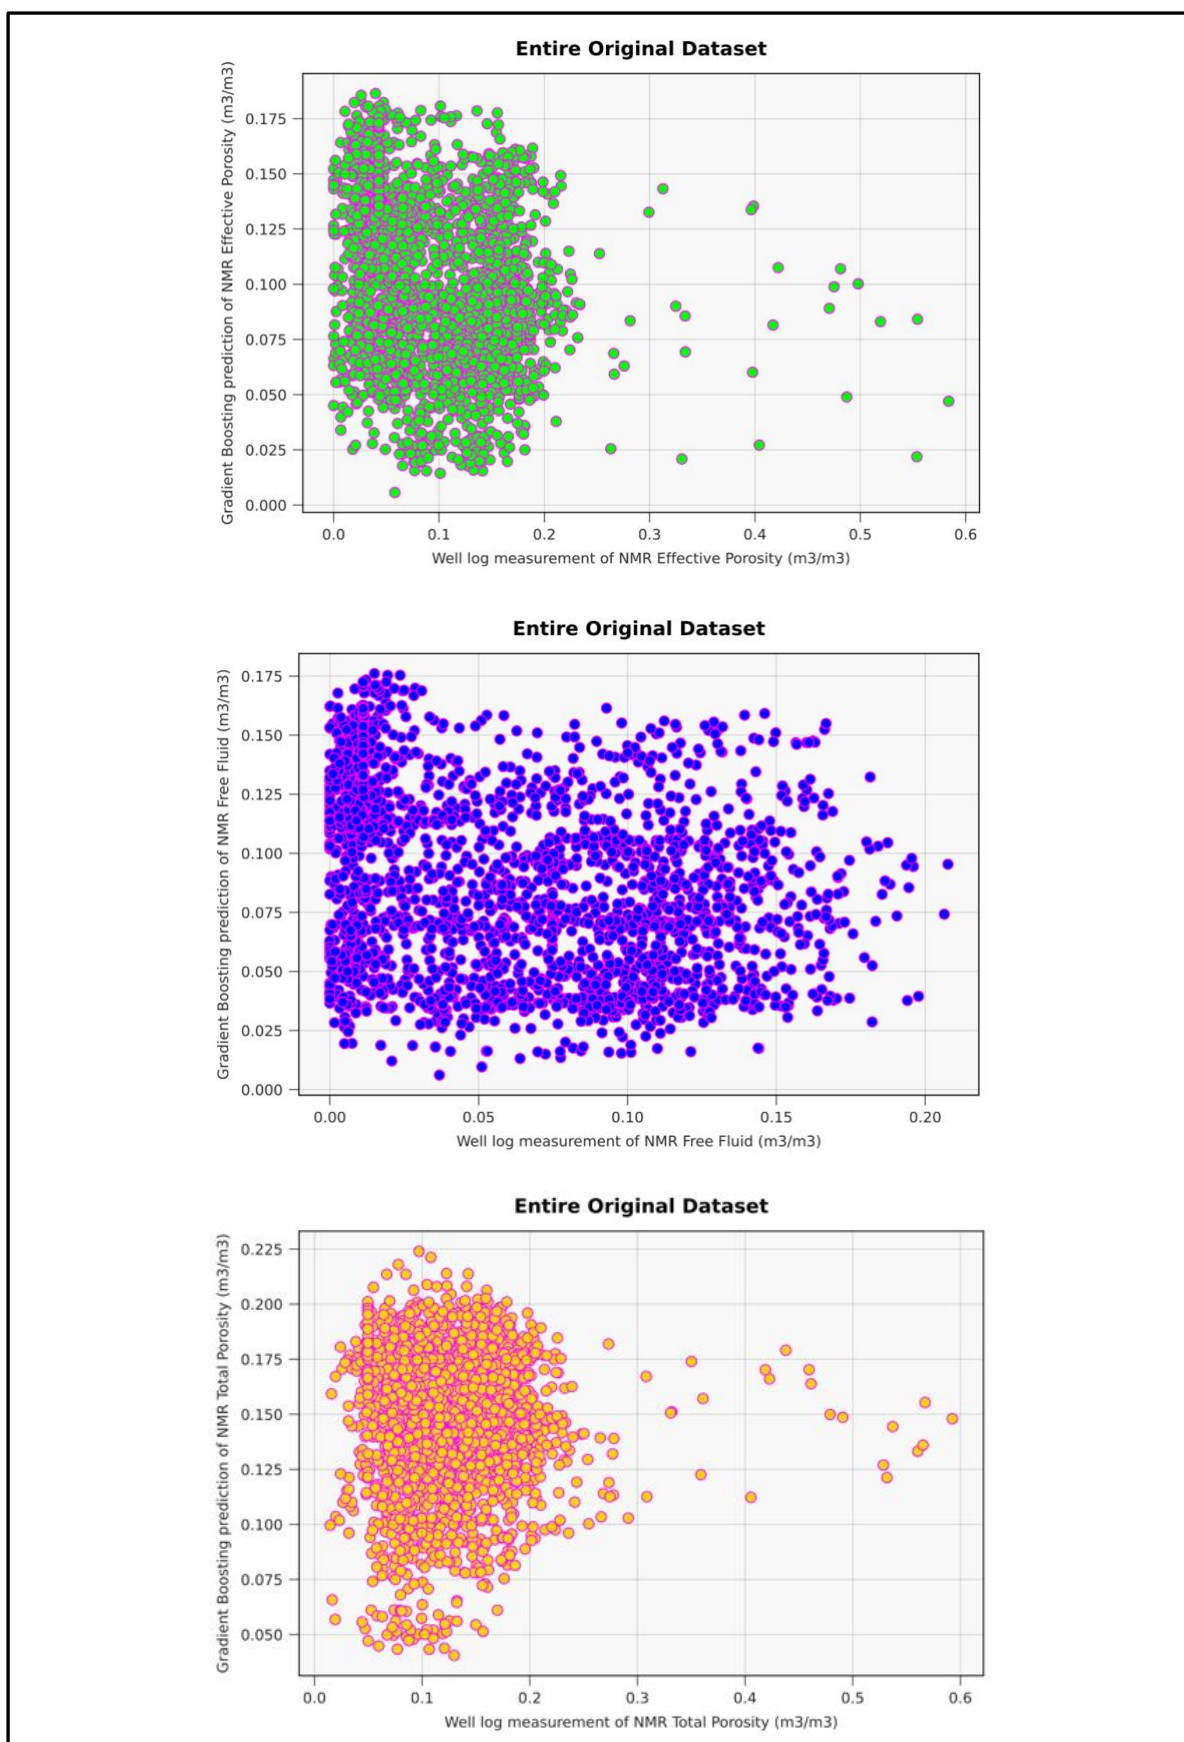 Entire Original Dataset
Gradient Boosting prediction of NMR Effective Porosity (m3/m3)
0.175
0.150
0.125
0.100
0.075
0.050
0.025
0.000
0.0 0.1 0.2 0.3 0.4 0.5 0.6
Well log measurement of NMR Effective Porosity (m3/m3)
Entire Original Dataset
Gradient Boosting prediction of NMR Free Fluid (m3/m3)
0.175
0.150
0.125
0.100
0.075
0.050
0.025
0.000
0.00 0.05 0.10 0.15 0.20
Well log measurement of NMR Free Fluid (m3/m3)
Entire Original Dataset
Gradient Boosting prediction of NMR Total Porosity (m3/m3)
0.225
0.200
0.175
0.150
0.125
0.100
0.075
0.050
0.0 0.1 0.2 0.3 0.4 0.5 0.6
Well log measurement of NMR Total Porosity (m3/m3)